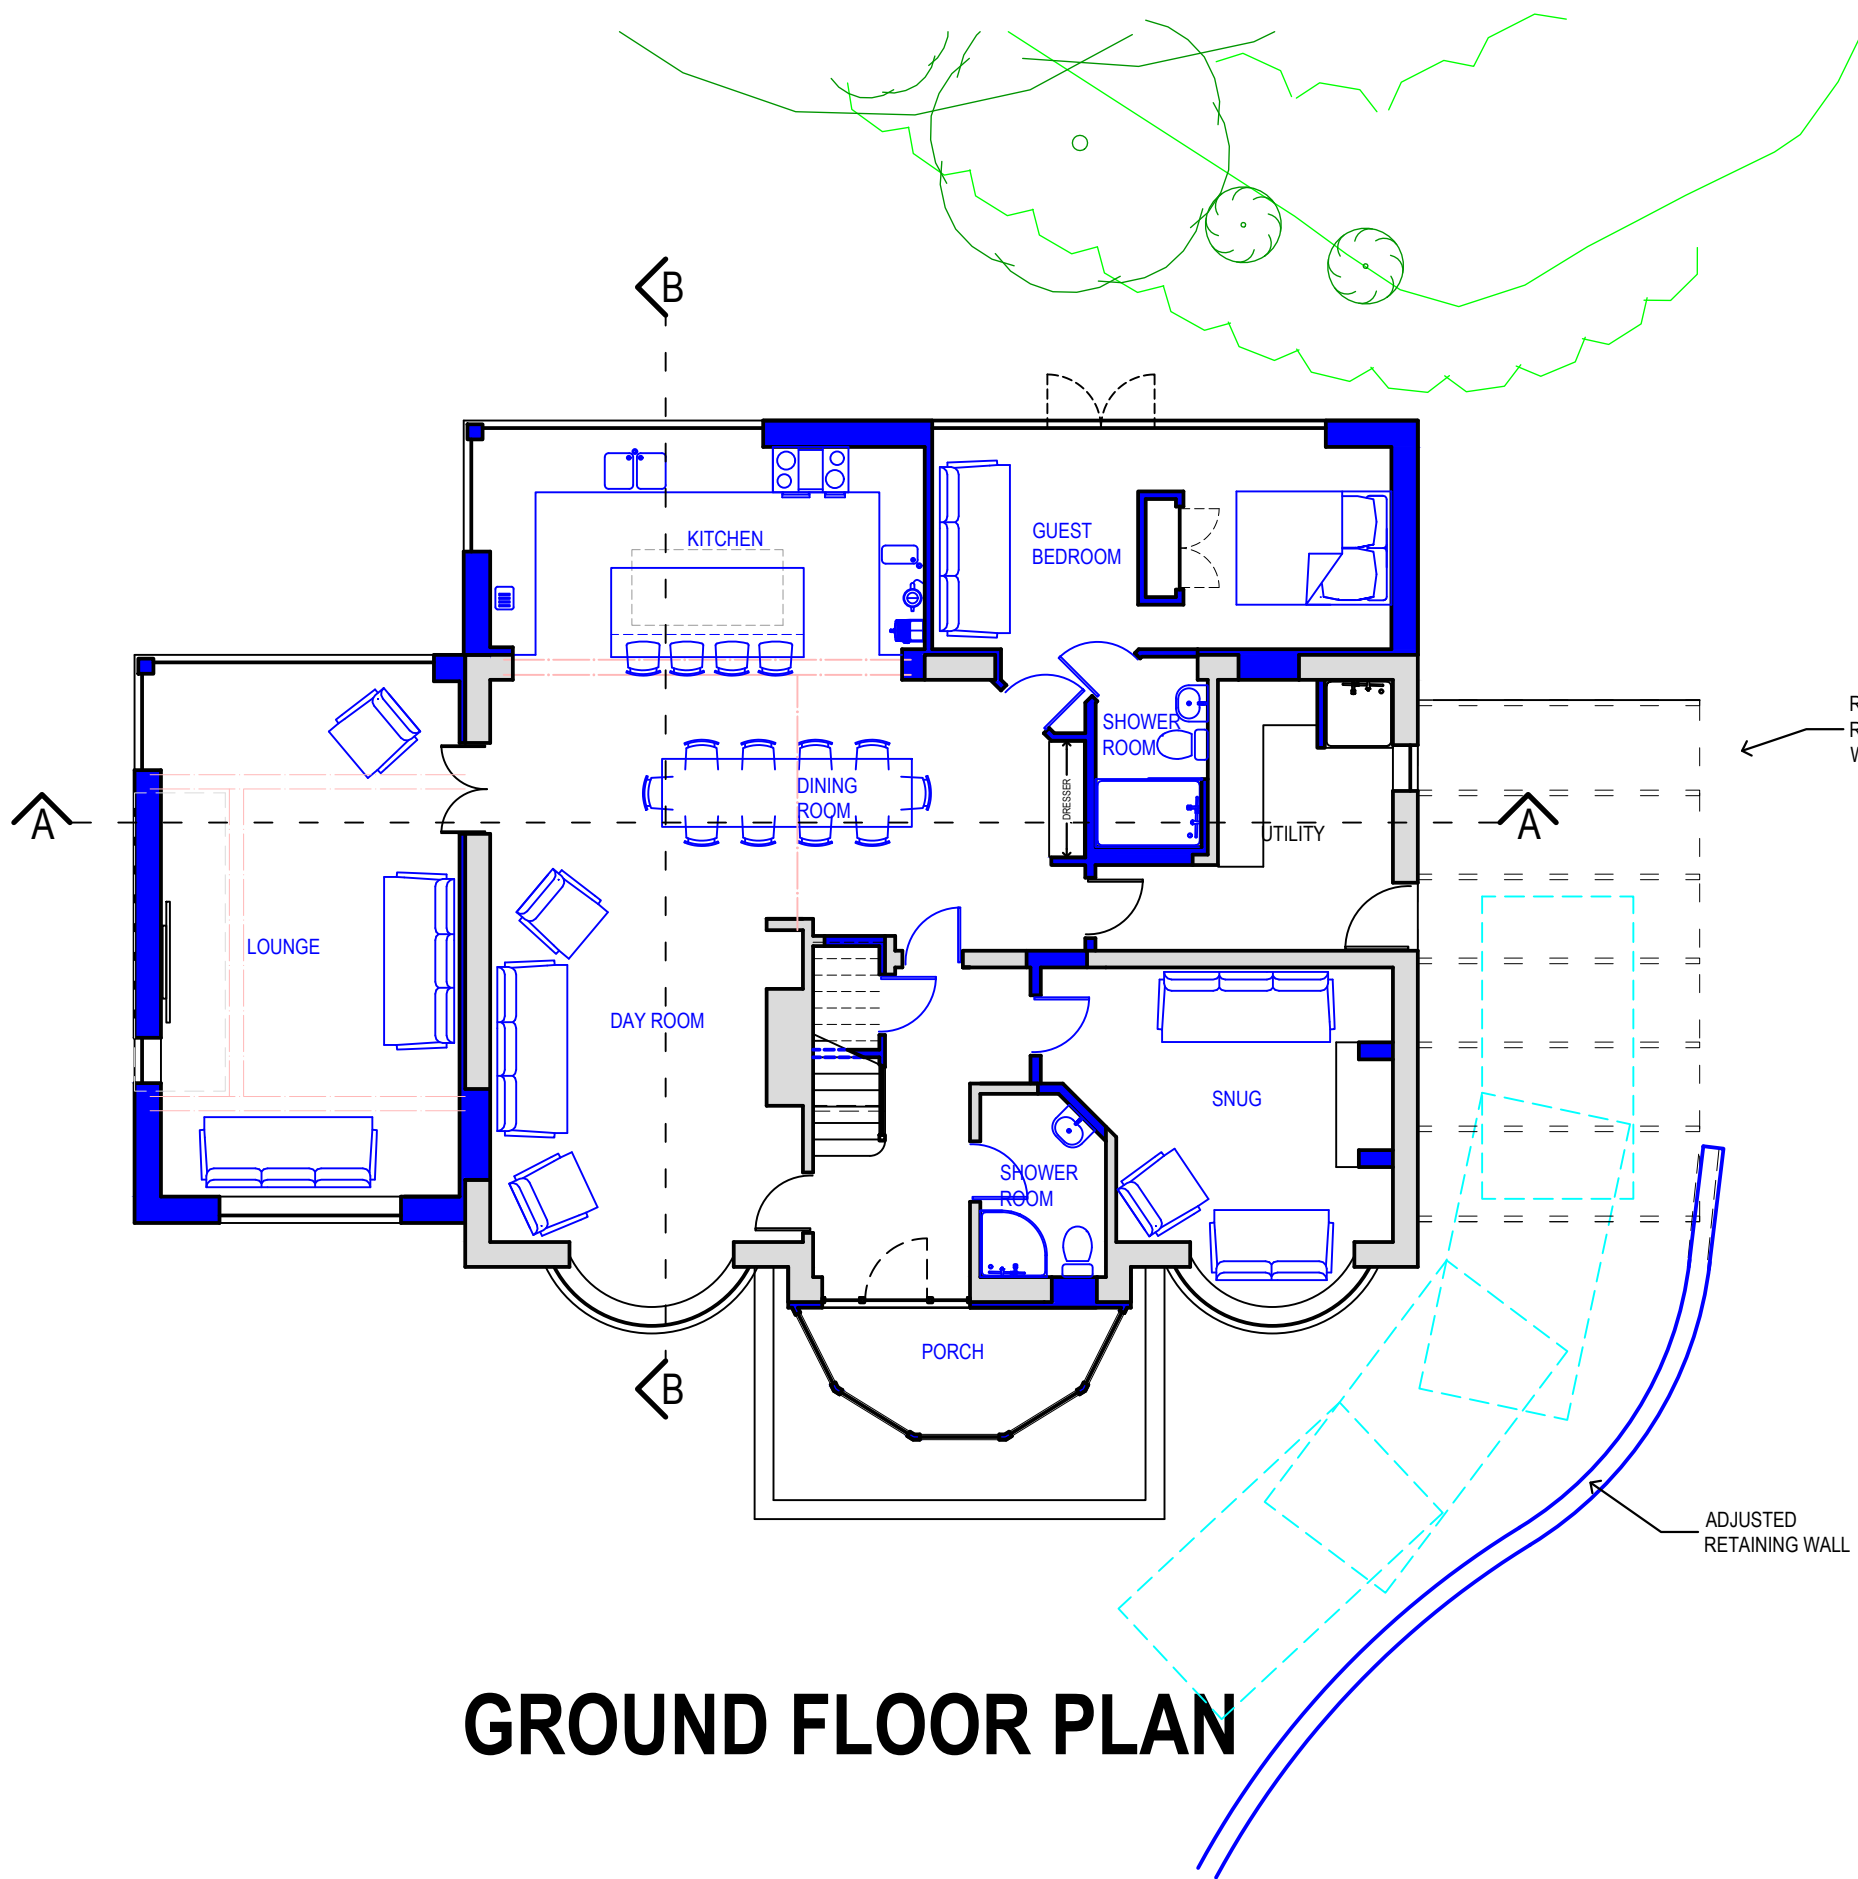 B
KITCHEN
GUEST
BEDROOM
R
R
W
SHOWER
ROOM
DINING
ROOM
DRESSER
A
UTILITY
A
LOUNGE
DAY ROOM
SNUG
SHOWER
ROOM
PORCH
B
ADJUSTED
RETAINING WALL
GROUND FLOOR PLAN